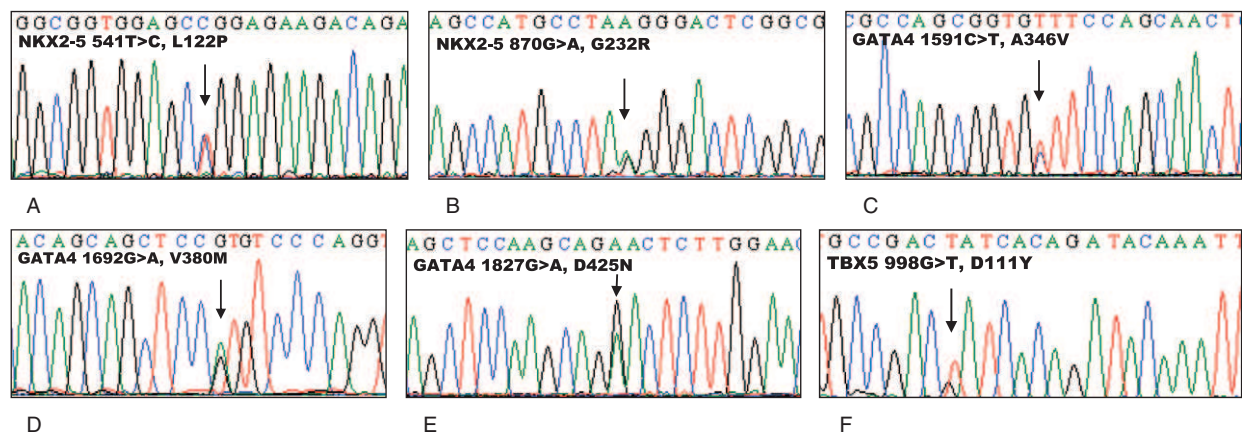 GGCGGTGGAGCCGGAGAAGACAGA
NKX2-5 541T>C, L122P
A
AGCCATGCCTAAGGGACTCGGCG
NKX2-5 870G>A, G232R
B
CGCCAGCGGTGTTTCCAGCAACTC
GATA4 1591C>T, A346V
C
ACAGCAGCTCCGTGTCCCAGGT
GATA4 1692G>A, V380M
D
AGCTCCAAGCAGAACTCTTGGAAC
GATA4 1827G>A, D425N
E
TGCCGACTATCACAGATACAAATT
TBX5 998G>T, D111Y
F